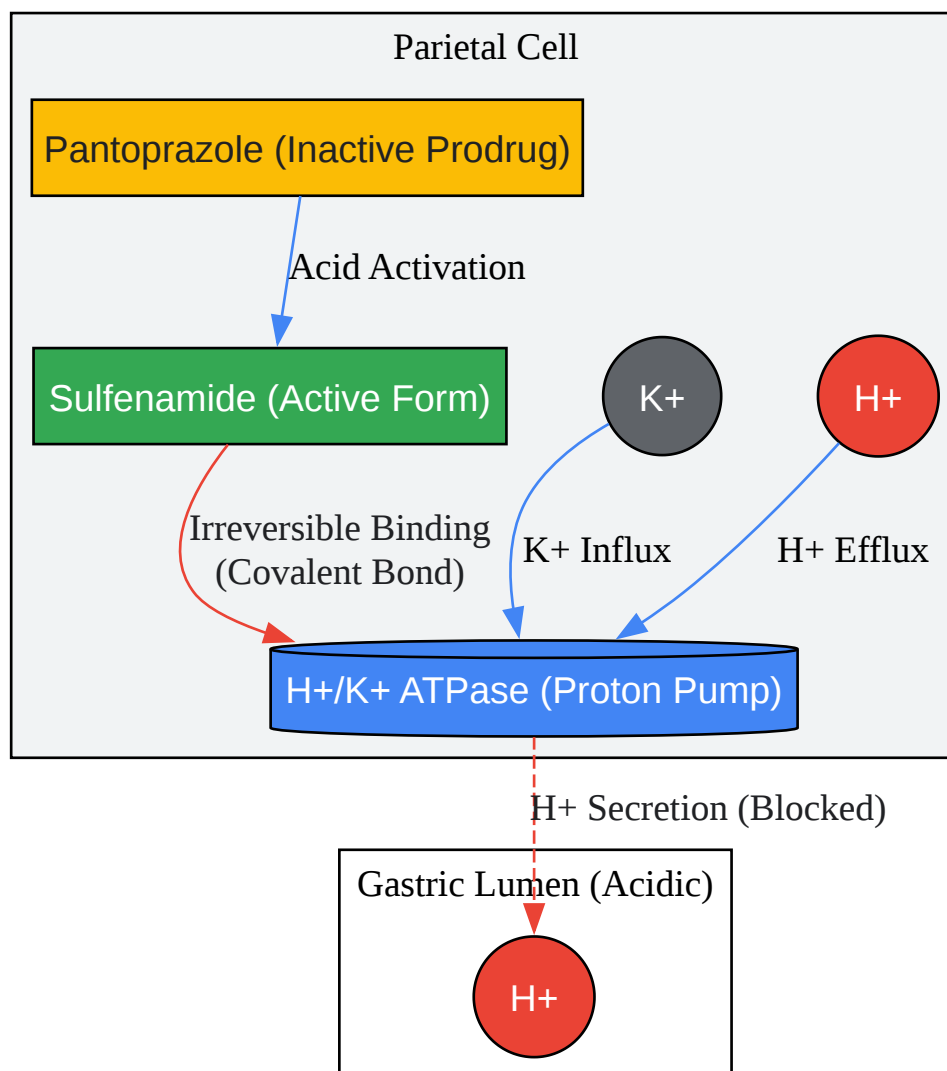 Parietal Cell
Pantoprazole (Inactive Prodrug)
Acid Activation
Sulfenamide (Active Form)
K+
H+
Irreversible Binding
(Covalent Bond)
K+ Influx
H+ Efflux
H+/K+ ATPase (Proton Pump)
H+ Secretion (Blocked)
Gastric Lumen (Acidic)
H+